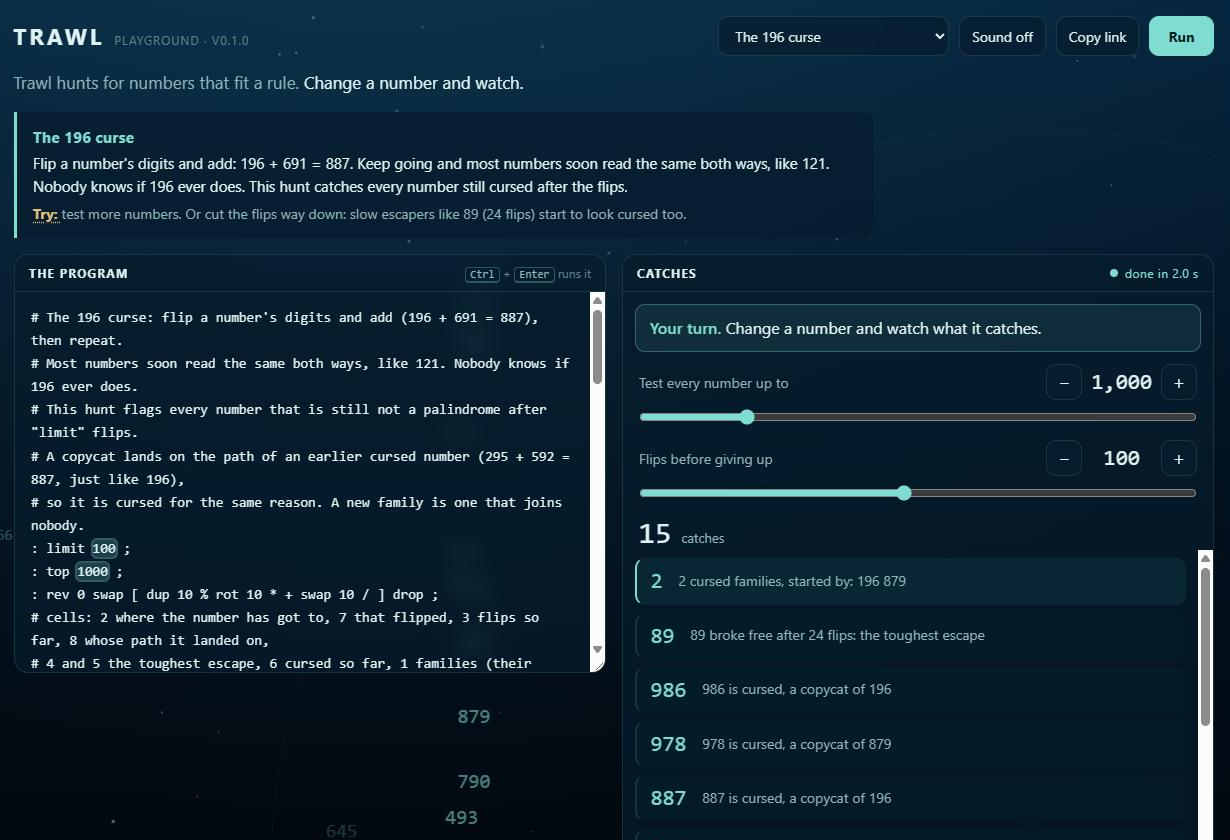 TRAWL PLAYGROUND · V0.1.0
The 196 curse
Sound off
Copy link
Run
Trawl hunts for numbers that fit a rule. Change a number and watch.
The 196 curse
Flip a number's digits and add: 196 + 691 = 887. Keep going and most numbers soon read the same both ways, like 121.
Nobody knows if 196 ever does. This hunt catches every number still cursed after the flips.
Try: test more numbers. Or cut the flips way down: slow escapers like 89 (24 flips) start to look cursed too.
THE PROGRAM
Ctrl + Enter runs it
# The 196 curse: flip a number's digits and add (196 + 691 = 887),
then repeat.
# Most numbers soon read the same both ways, like 121. Nobody knows if
196 ever does.
# This hunt flags every number that is still not a palindrome after
"limit" flips.
# A copycat lands on the path of an earlier cursed number (295 + 592 =
887, just like 196),
# so it is cursed for the same reason. A new family is one that joins
nobody.
: limit 100 ;
: top 1000 ;
: rev 0 swap [ dup 10 % rot 10 * + swap 10 / ] drop ;
# cells: 2 where the number has got to, 7 that flipped, 3 flips so
far, 8 whose path it landed on,
# 4 and 5 the toughest escape, 6 cursed so far, 1 families (their
CATCHES
done in 2.0 s
Your turn. Change a number and watch what it catches.
Test every number up to
− 1,000 +
Flips before giving up
− 100 +
15 catches
2 2 cursed families, started by: 196 879
89 89 broke free after 24 flips: the toughest escape
986 986 is cursed, a copycat of 196
978 978 is cursed, a copycat of 879
887 887 is cursed, a copycat of 196
879
790
493
645